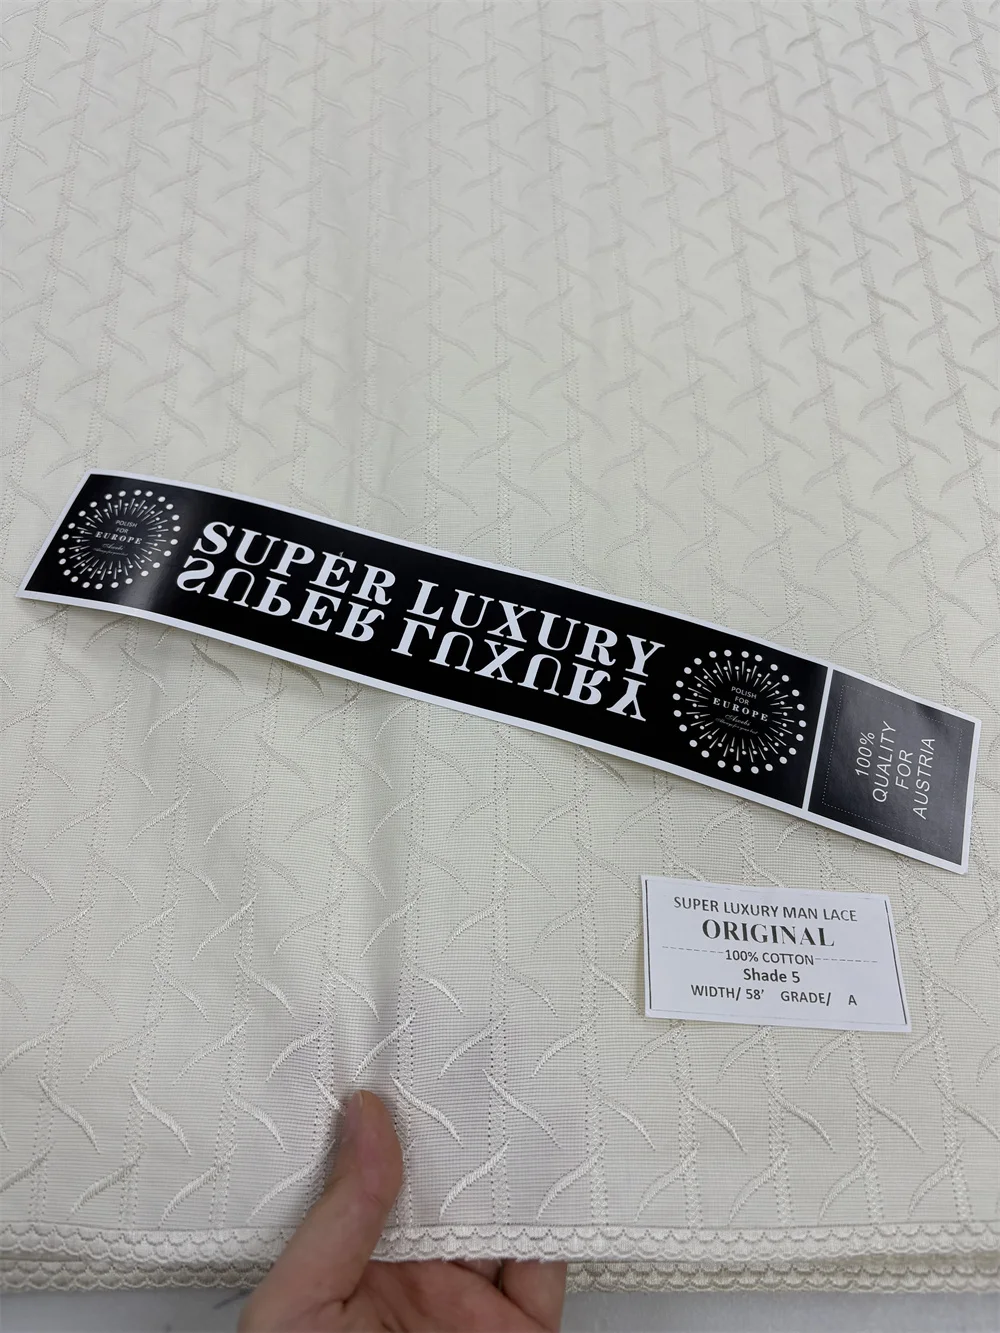 POLISH
FOR
EUROPE
SUPER LUXURY
SUPER LUXURY
POLISH
FOR
EUROPE
100%
QUALITY
FOR
AUSTRIA
SUPER LUXURY MAN LACE
ORIGINAL
100% COTTON
Shade 5
WIDTH/ 58' GRADE/ A